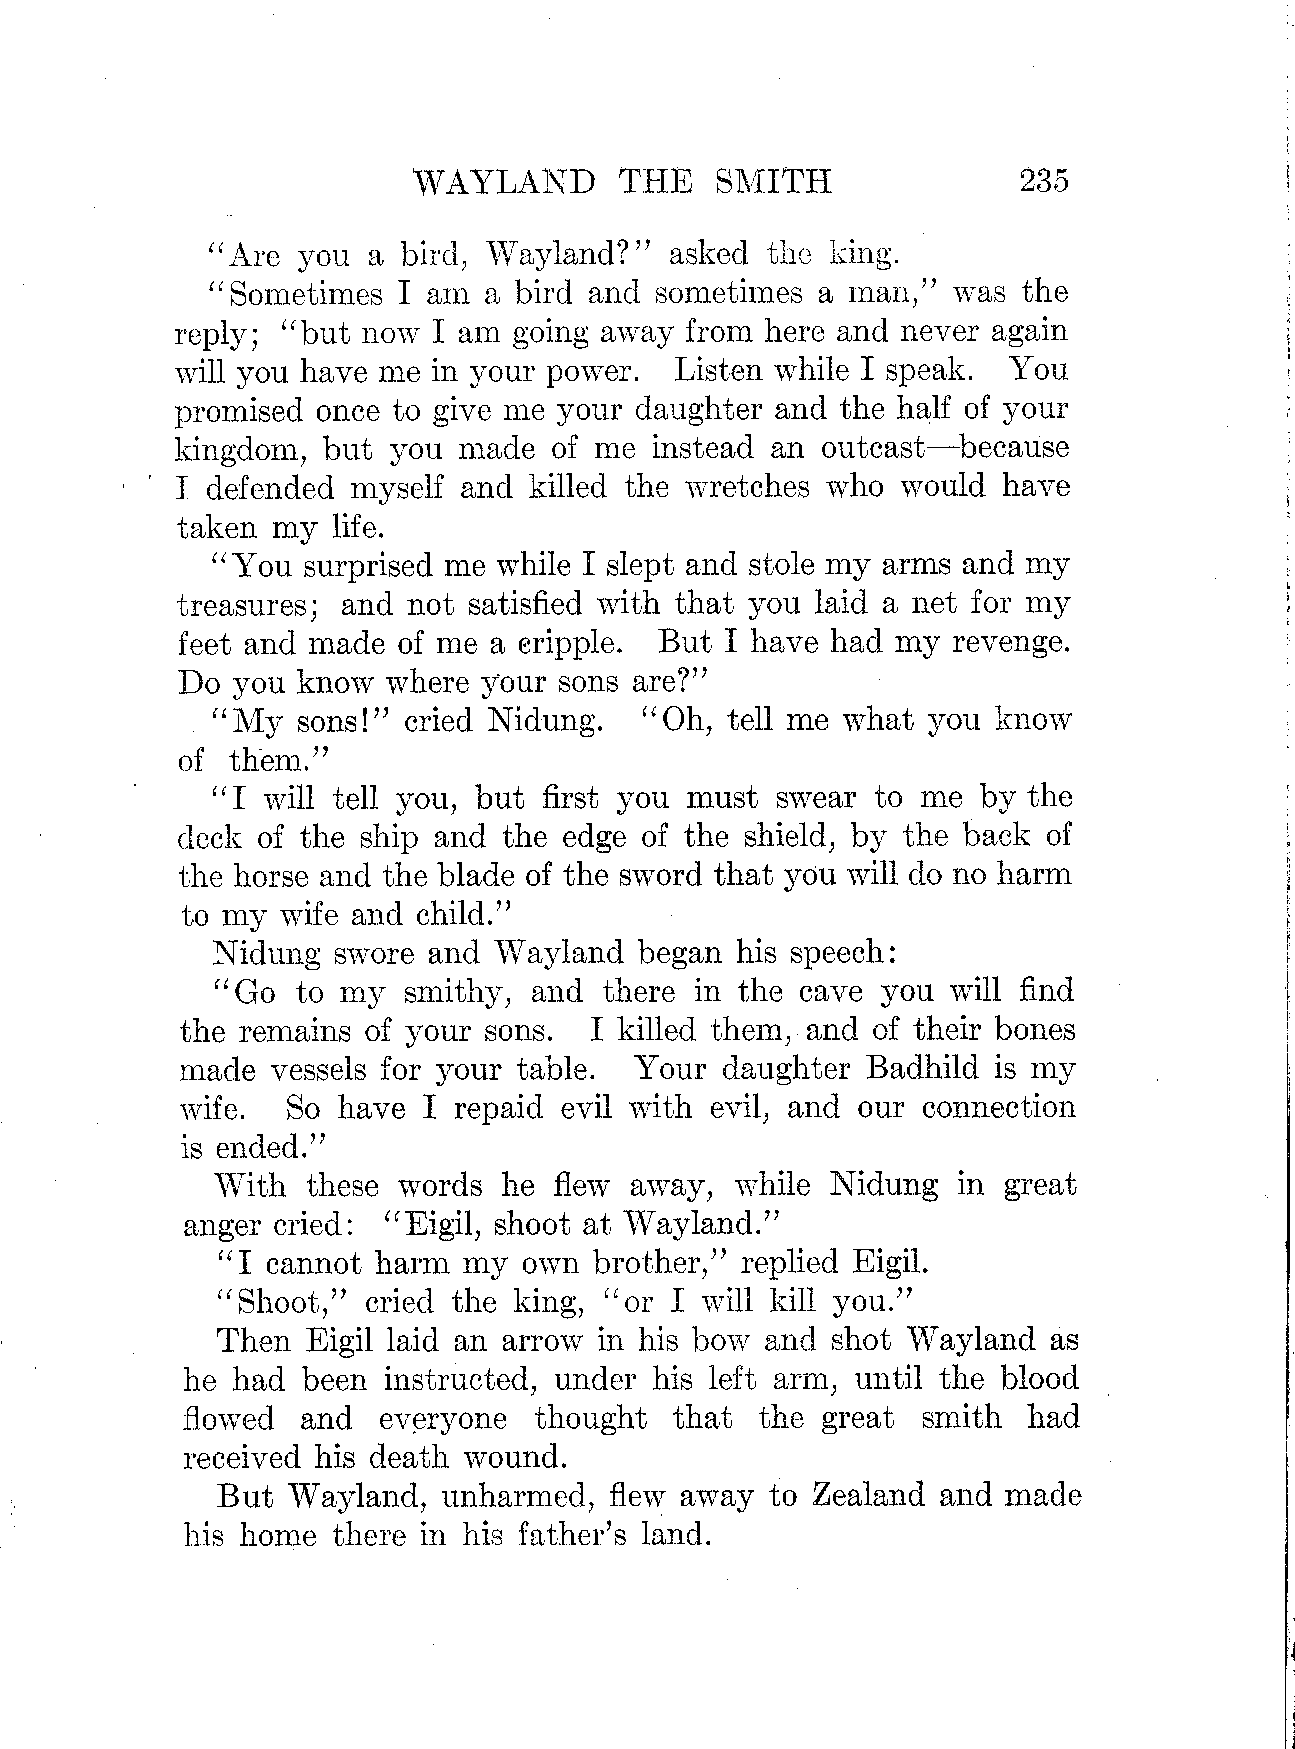 WAYLAND THE SMITH 235
"Are you a bird, Wayland?" asked the king.
"Sometimes I am a bird and sometimes a man," was the
reply; "but now I am going away from here and never again
will you have me in your power. Listen while I speak. You
promised once to give me your daughter and the half of your
kingdom, but you made of me instead an outcast—because
I defended myself and killed the wretches who would have
taken my life.
"You surprised me while I slept and stole my arms and my
treasures; and not satisfied with that you laid a net for my
feet and made of me a cripple. But I have had my revenge.
Do you know where your sons are?"
"My sons!" cried Nidung. "Oh, tell me what you know
of them."
"I will tell you, but first you must swear to me by the
deck of the ship and the edge of the shield, by the back of
the horse and the blade of the sword that you will do no harm
to my wife and child."
Nidung swore and Wayland began his speech:
"Go to my smithy, and there in the cave you will find
the remains of your sons. I killed them, and of their bones
made vessels for your table. Your daughter Badhild is my
wife. So have I repaid evil with evil, and our connection
is ended."
With these words he flew away, while Nidung in great
anger cried: "Eigil, shoot at Wayland."
"I cannot harm my own brother," replied Eigil.
"Shoot," cried the king, "or I will kill you."
Then Eigil laid an arrow in his bow and shot Wayland as
he had been instructed, under his left arm, until the blood
flowed and everyone thought that the great smith had
received his death wound.
But Wayland, unharmed, flew away to Zealand and made
his home there in his father's land.